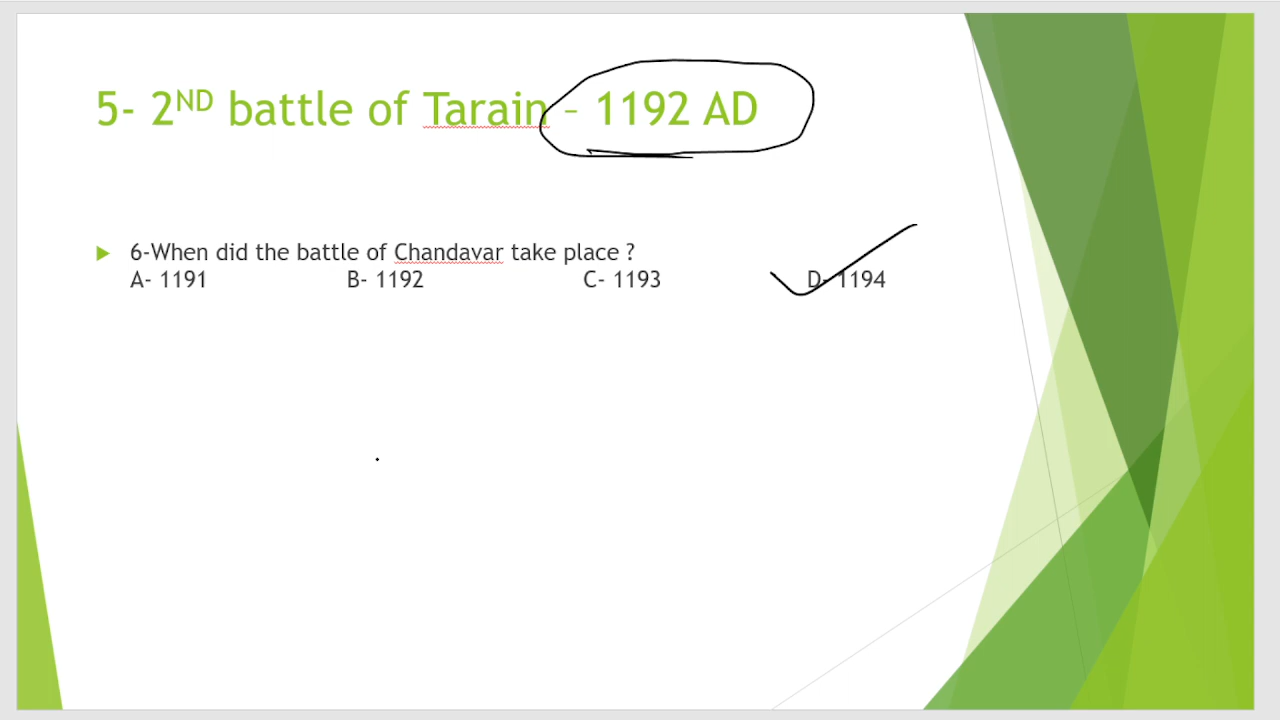 5- 2ND battle of Tarain – 1192 AD
6-When did the battle of Chandavar take place ?
A- 1191 B- 1192 C- 1193 D- 1194